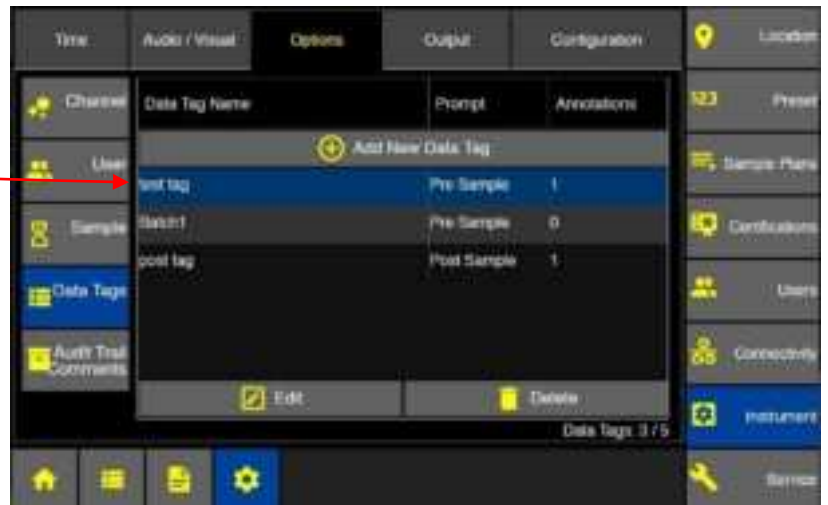 Time Audio / Visual Options Output Configuration
Location
Channel
Data Tag Name Prompt Annotations
123 Preset
Add New Data Tag
User
Sample Plans
test tag Pre Sample 1
Sample
Batch1 Pre Sample 0
Certifications
post tag Post Sample 1
Data Tags
Users
Audit Trail
Comments
Connectivity
Edit Delete
Instrument
Data Tags: 3 / 5
Service